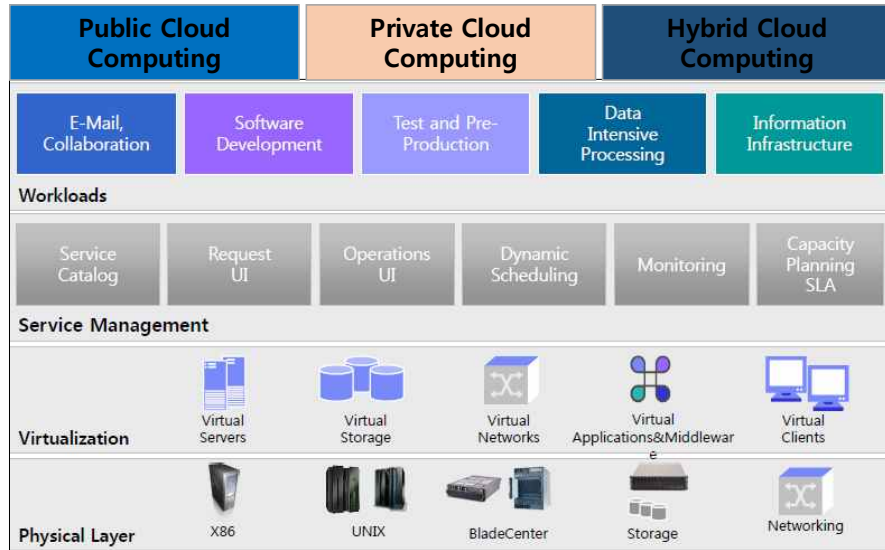 Public Cloud
Computing
Private Cloud
Computing
Hybrid Cloud
Computing
E-Mail,
Collaboration
Software
Development
Test and Pre-
Production
Data
Intensive
Processing
Information
Infrastructure
Workloads
Service
Catalog
Request
UI
Operations
UI
Dynamic
Scheduling
Monitoring
Capacity
Planning
SLA
Service Management
Virtual
Servers
Virtual
Storage
Virtual
Networks
Virtual
Applications&Middlewar
e
Virtual
Clients
Virtualization
X86
UNIX
BladeCenter
Storage
Networking
Physical Layer